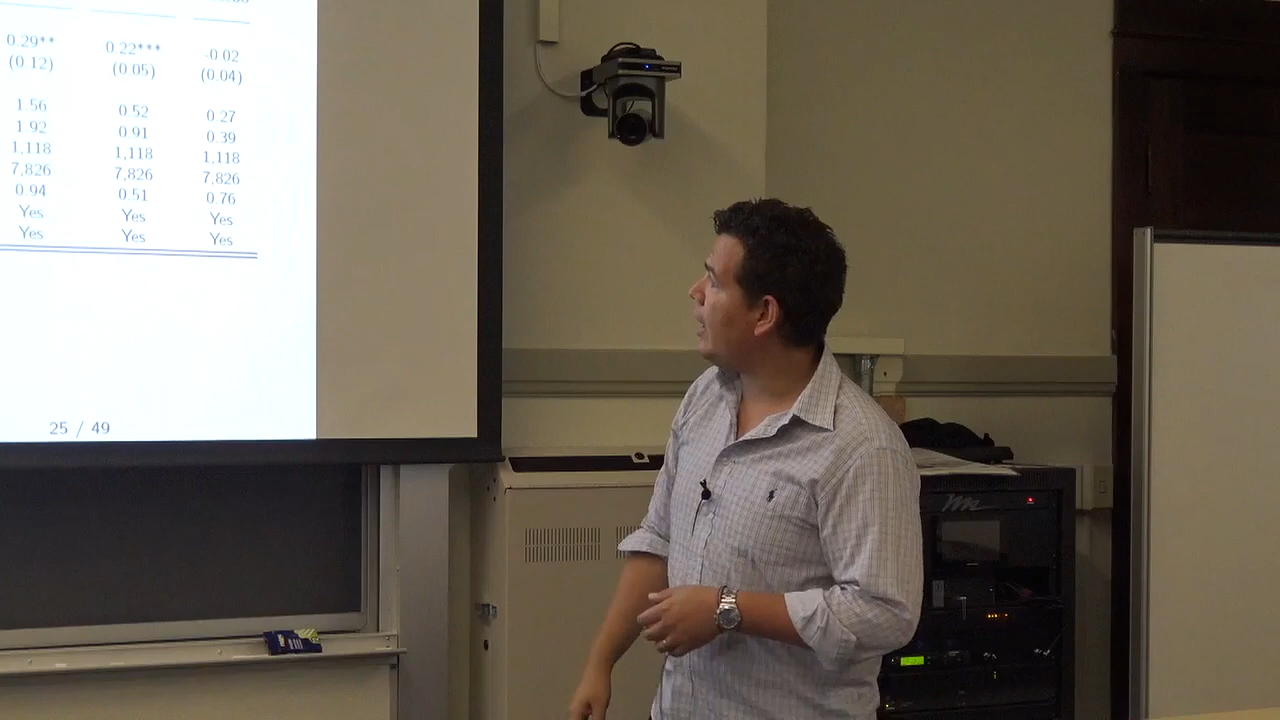 0.29** 0.22*** -0.02
(0.12) (0.05) (0.04)
1.56 0.52 0.27
1.92 0.91 0.39
1,118 1,118 1,118
7,826 7,826 7,826
0.94 0.51 0.76
Yes Yes Yes
Yes Yes Yes
25 / 49